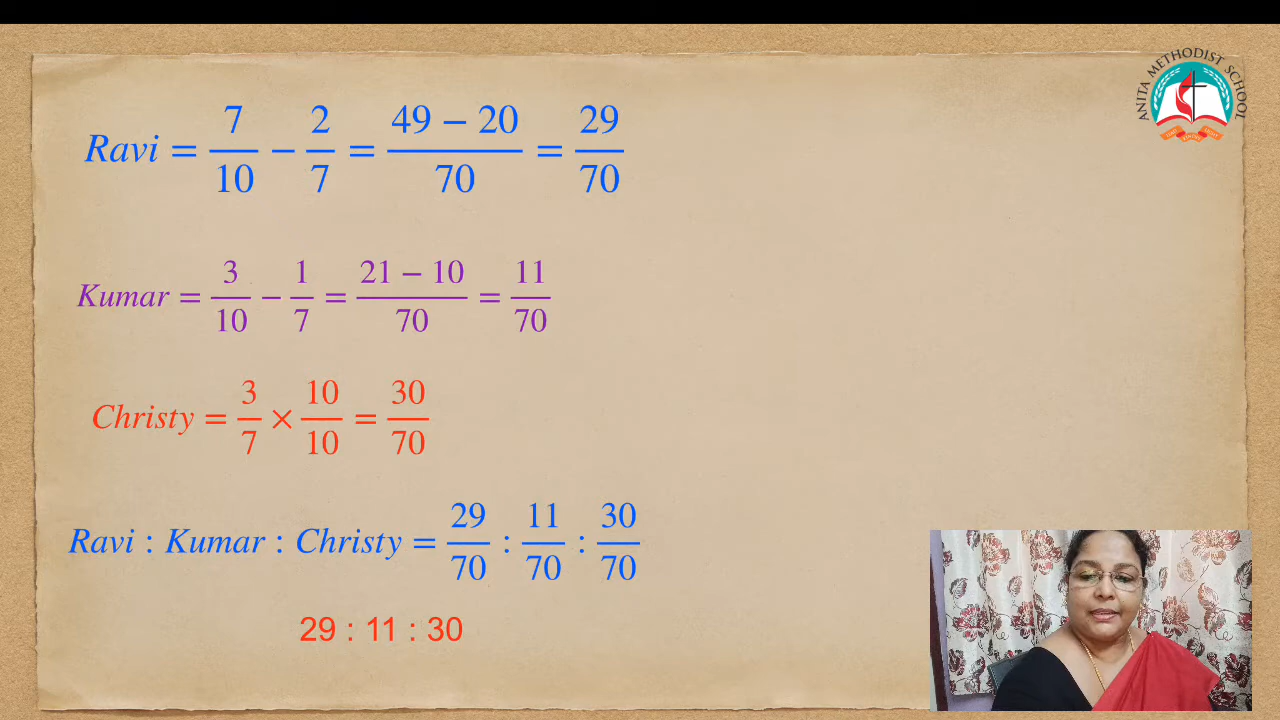 ANITA METHODIST SCHOOL
Ravi = 7/10 − 2/7 = (49 − 20)/70 = 29/70
Kumar = 3/10 − 1/7 = (21 − 10)/70 = 11/70
Christy = 3/7 × 10/10 = 30/70
Ravi : Kumar : Christy = 29/70 : 11/70 : 30/70
29 : 11 : 30